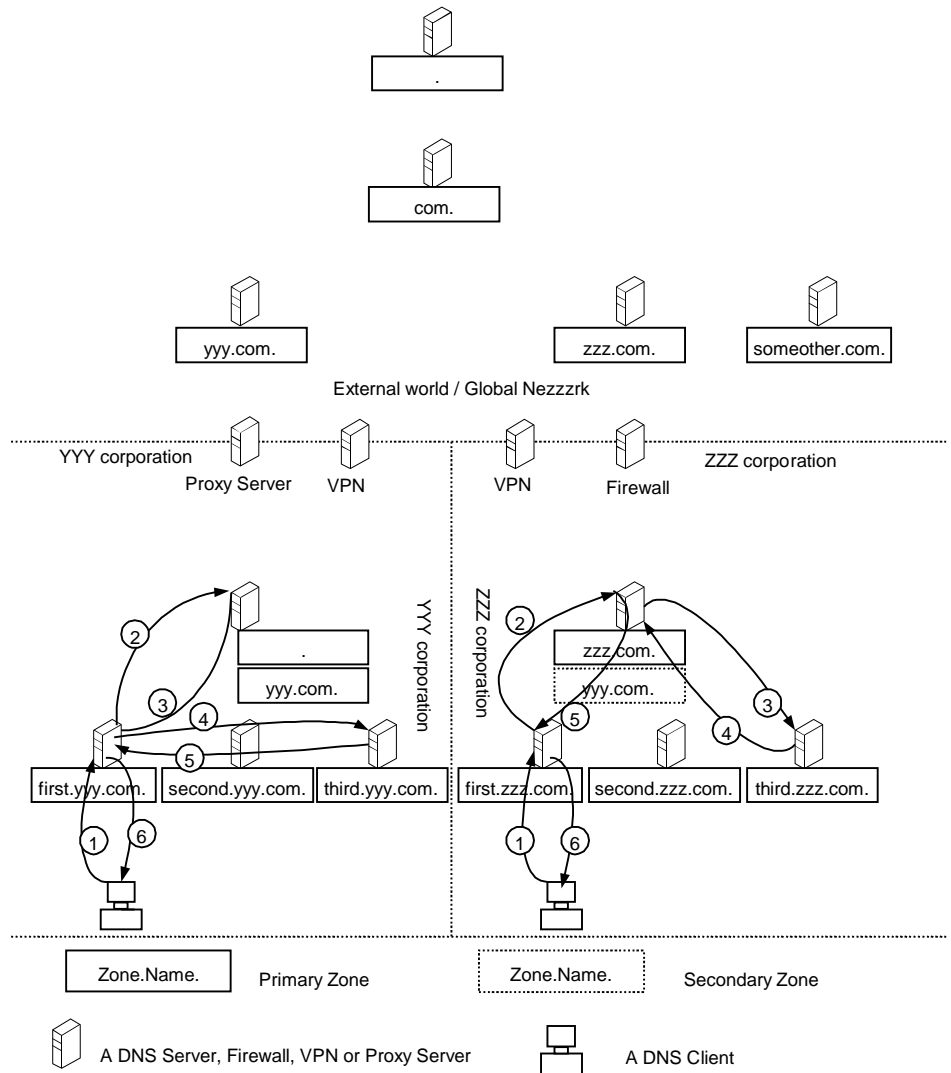 .
com.
yyy.com.
zzz.com.
someother.com.
External world / Global Nezzzrk
YYY corporation
ZZZ corporation
Proxy Server
VPN
VPN
Firewall
YYY corporation
ZZZ corporation
2
2
.
zzz.com.
yyy.com.
yyy.com.
3
4
5
3
4
5
first.yyy.com.
second.yyy.com.
third.yyy.com.
first.zzz.com.
second.zzz.com.
third.zzz.com.
1
6
1
6
Zone.Name.
Primary Zone
Zone.Name.
Secondary Zone
A DNS Server, Firewall, VPN or Proxy Server
A DNS Client